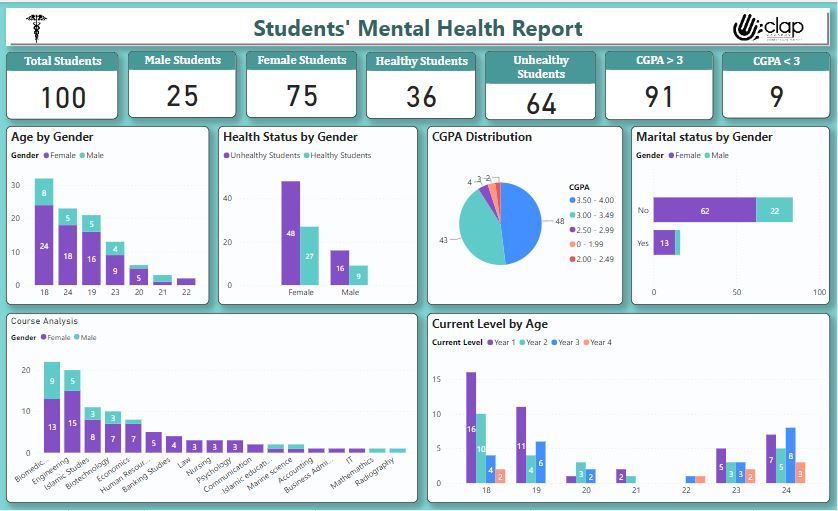 Students' Mental Health Report
clap
Total Students
100
Male Students
25
Female Students
75
Healthy Students
36
Unhealthy
Students
64
CGPA > 3
91
CGPA < 3
9
Age by Gender
Gender Female Male
30
20
10
0
8
24
5
18
5
16
4
9
5
18 24 19 23 20 21 22
Health Status by Gender
Unhealthy Students Healthy Students
40
20
0
48
27
16
9
Female Male
CGPA Distribution
4 3 2
48
43
CGPA
3.50 - 4.00
3.00 - 3.49
2.50 - 2.99
0 - 1.99
2.00 - 2.49
Marital status by Gender
Gender Female Male
No
62 22
Yes
13
0 50 100
Course Analysis
Gender Female Male
20
10
0
9
13
5
15
3
8
3
7
7
5
4
3
3
3
Biomedic...
Engineering
Islamic Studies
Biotechnology
Economics
Human Resour...
Banking Studies
Law
Nursing
Psychology
Communication
Islamic educati...
Marine science
Accounting
Business Admi...
IT
Mathemathics
Radiography
Current Level by Age
Current Level Year 1 Year 2 Year 3 Year 4
15
10
5
0
16 10 4 2
11 4 6
3 2
2
5 3 3 2
7 5 8 3
18 19 20 21 22 23 24